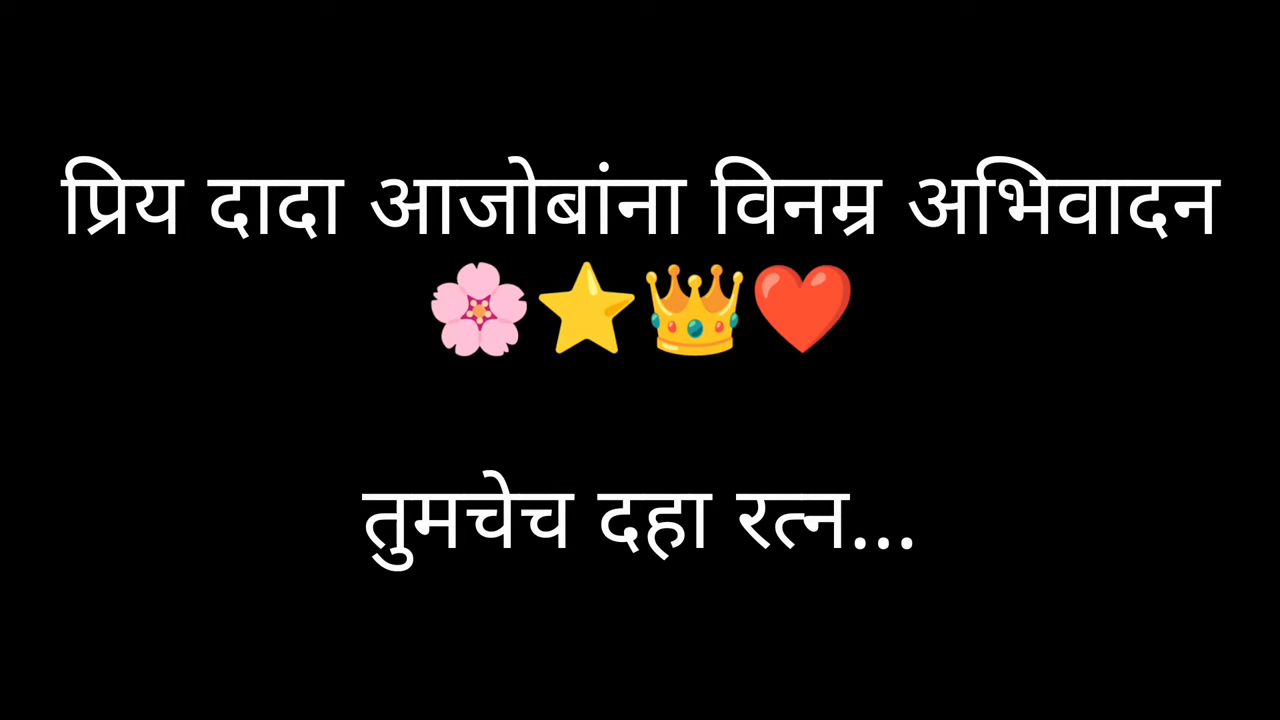 प्रिय दादा आजोबांना विनम्र अभिवादन
🌸⭐👑❤️
तुमचेच दहा रत्न...